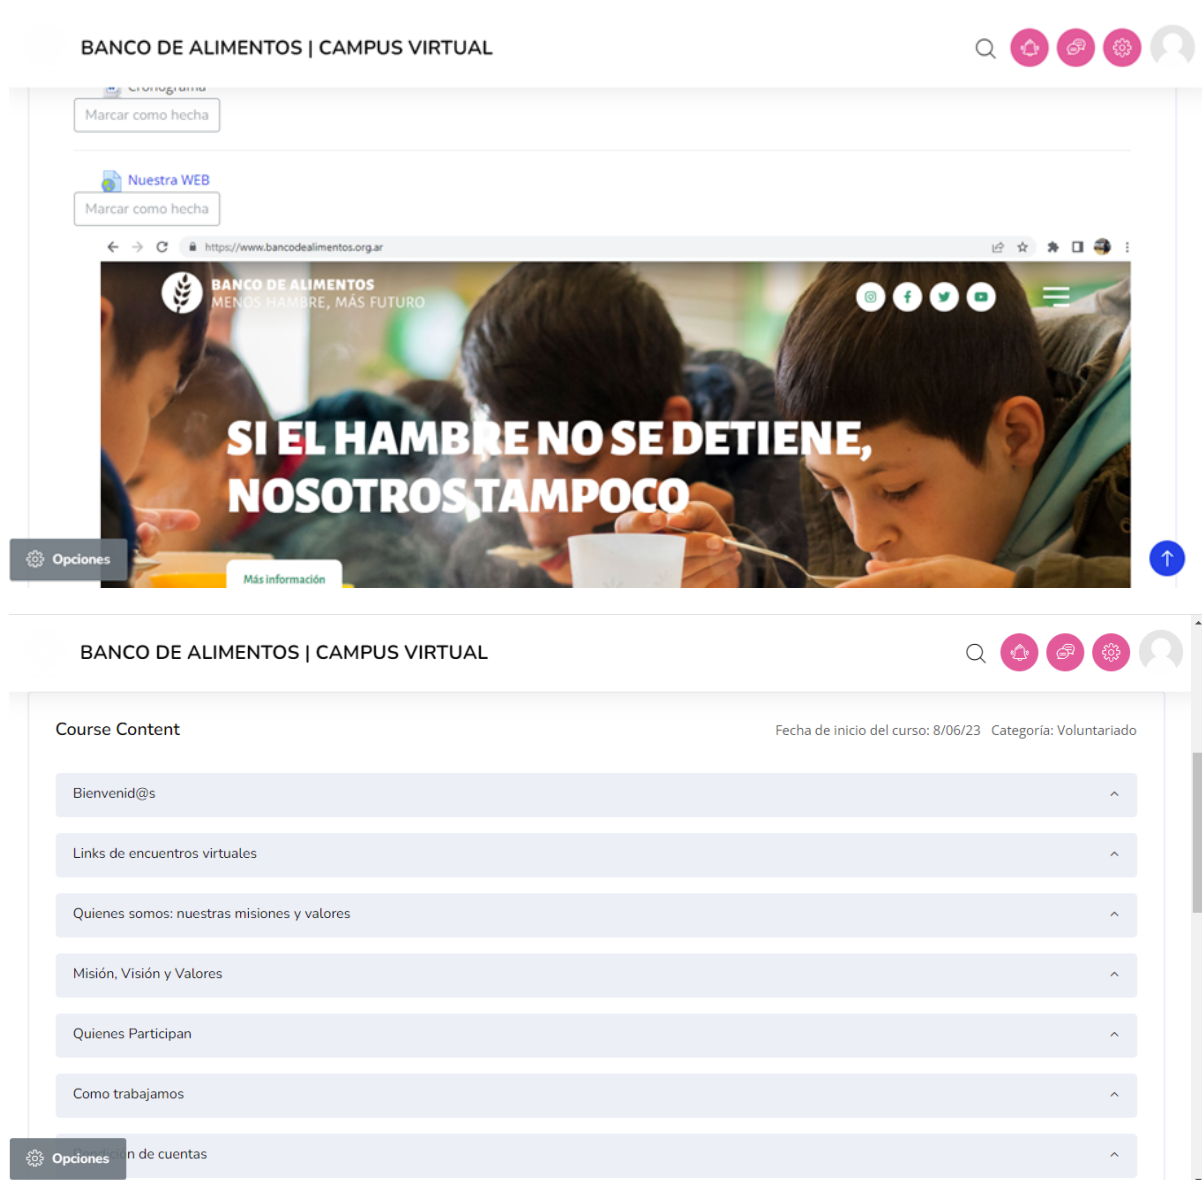 BANCO DE ALIMENTOS | CAMPUS VIRTUAL
Cronograma
Marcar como hecha
Nuestra WEB
Marcar como hecha
https://www.bancodealimentos.org.ar
BANCO DE ALIMENTOS
MENOS HAMBRE, MÁS FUTURO
SI EL HAMBRE NO SE DETIENE,
NOSOTROS TAMPOCO
Más información
Opciones
BANCO DE ALIMENTOS | CAMPUS VIRTUAL
Course Content
Fecha de inicio del curso: 8/06/23 Categoría: Voluntariado
Bienvenid@s
Links de encuentros virtuales
Quienes somos: nuestras misiones y valores
Misión, Visión y Valores
Quienes Participan
Como trabajamos
Rendición de cuentas
Opciones